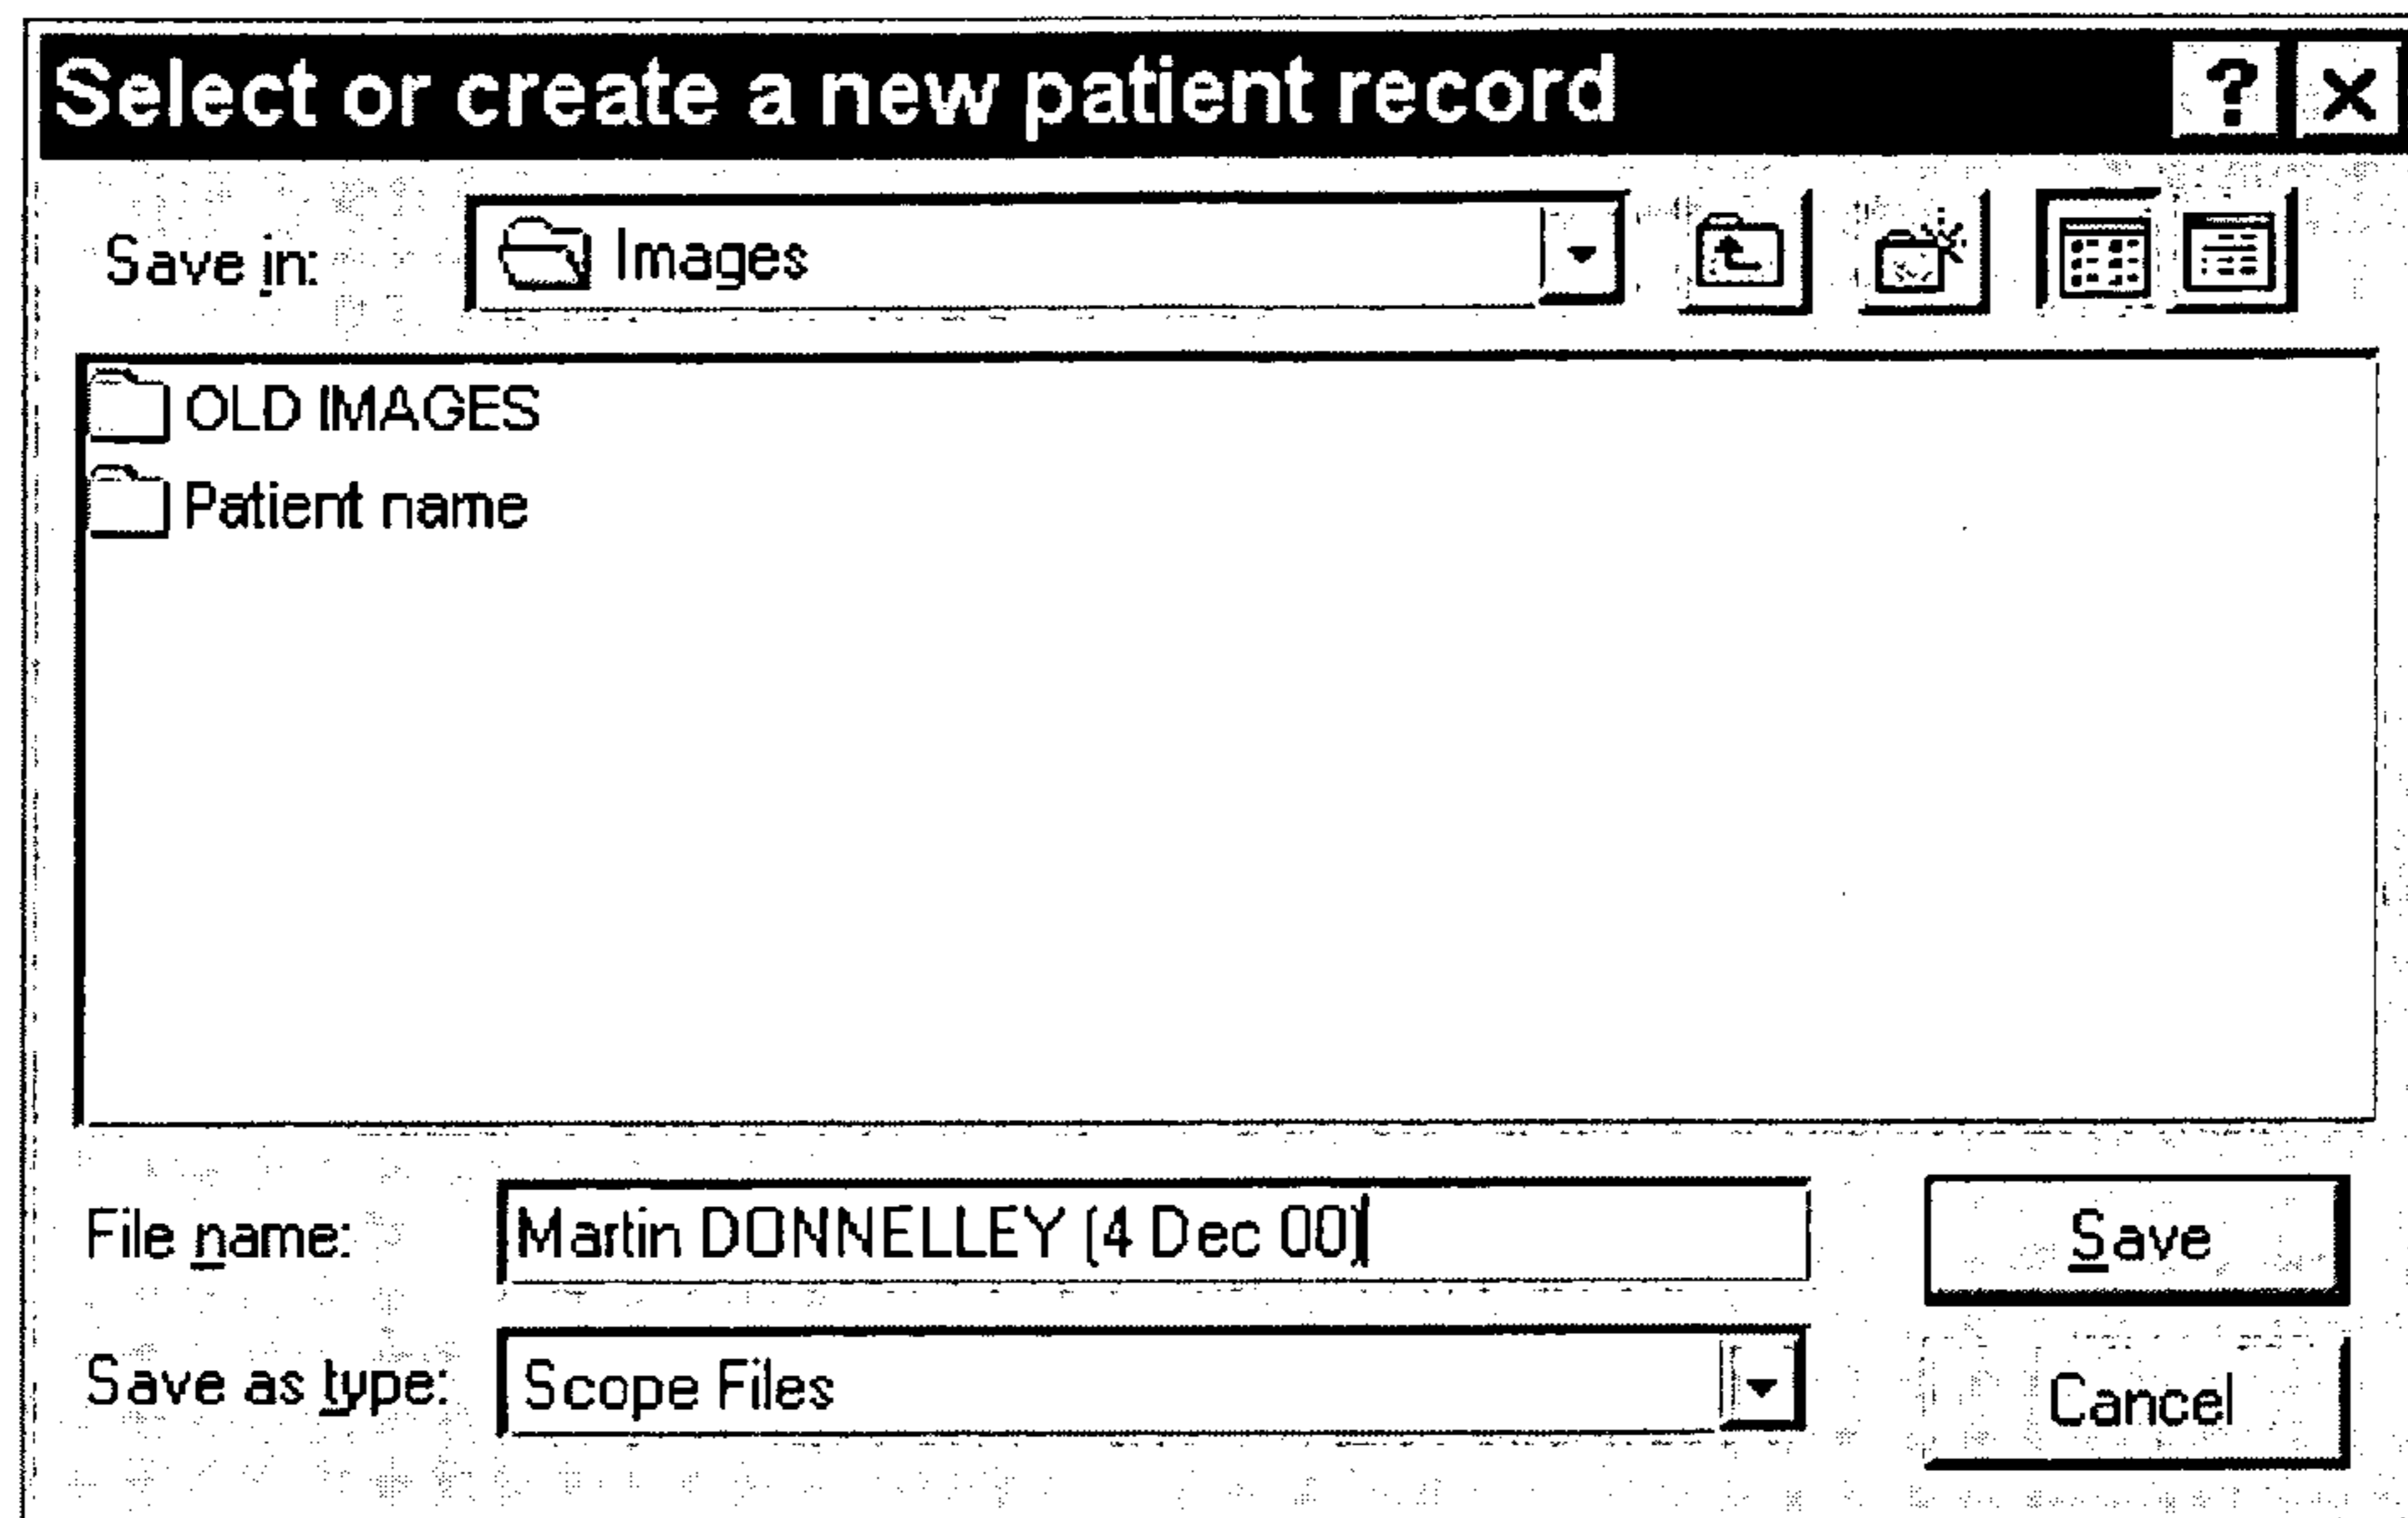 Select or create a new patient record ? ×
Save in: Images
OLD IMAGES
Patient name
File name: Martin DONNELLEY (4 Dec 00) Save
Save as type: Scope Files Cancel